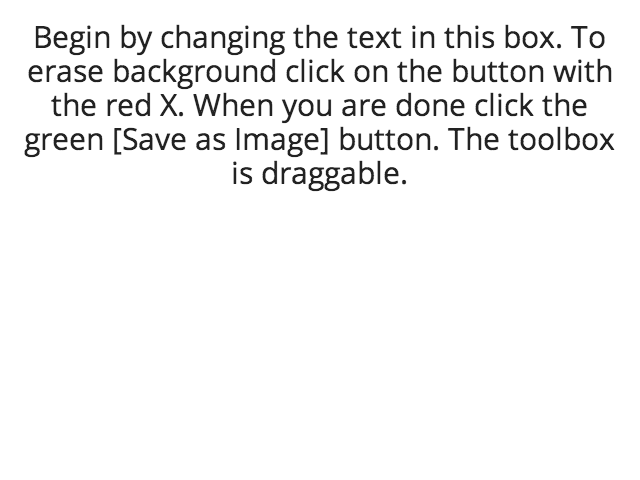 Begin by changing the text in this box. To
erase background click on the button with
the red X. When you are done click the
green [Save as Image] button. The toolbox
is draggable.